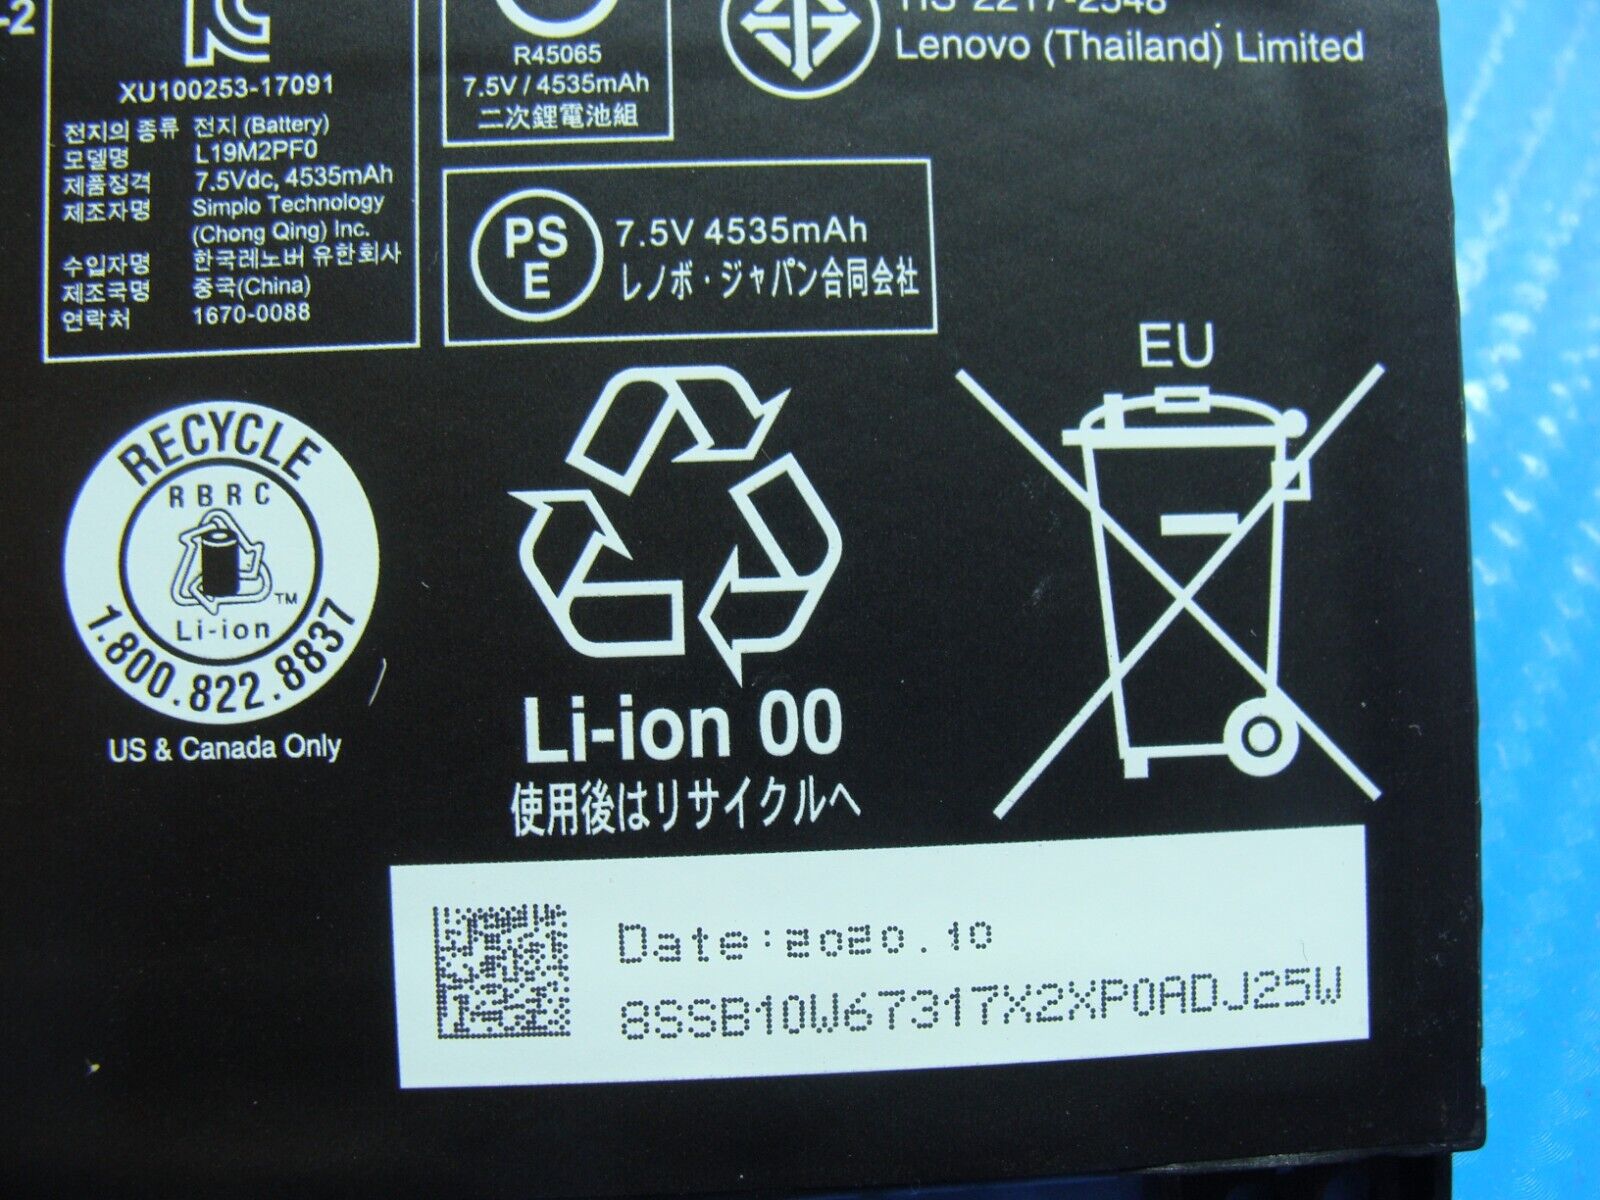 -2
XU100253-17091
전지의 종류 전지 (Battery)
모델명 L19M2PF0
제품정격 7.5Vdc, 4535mAh
제조자명 Simplo Technology
(Chong Qing) Inc.
수입자명 한국레노버 유한회사
제조국명 중국(China)
연락처 1670-0088
R45065
7.5V / 4535mAh
二次鋰電池組
TIS 2217-2548
Lenovo (Thailand) Limited
PS
E
7.5V 4535mAh
レノボ・ジャパン合同会社
EU
RECYCLE
RBRC
TM
Li-ion
1.800.822.8837
US & Canada Only
Li-ion 00
使用後はリサイクルへ
Date:2020.10
8SSB10W67317X2XP0ADJ25W